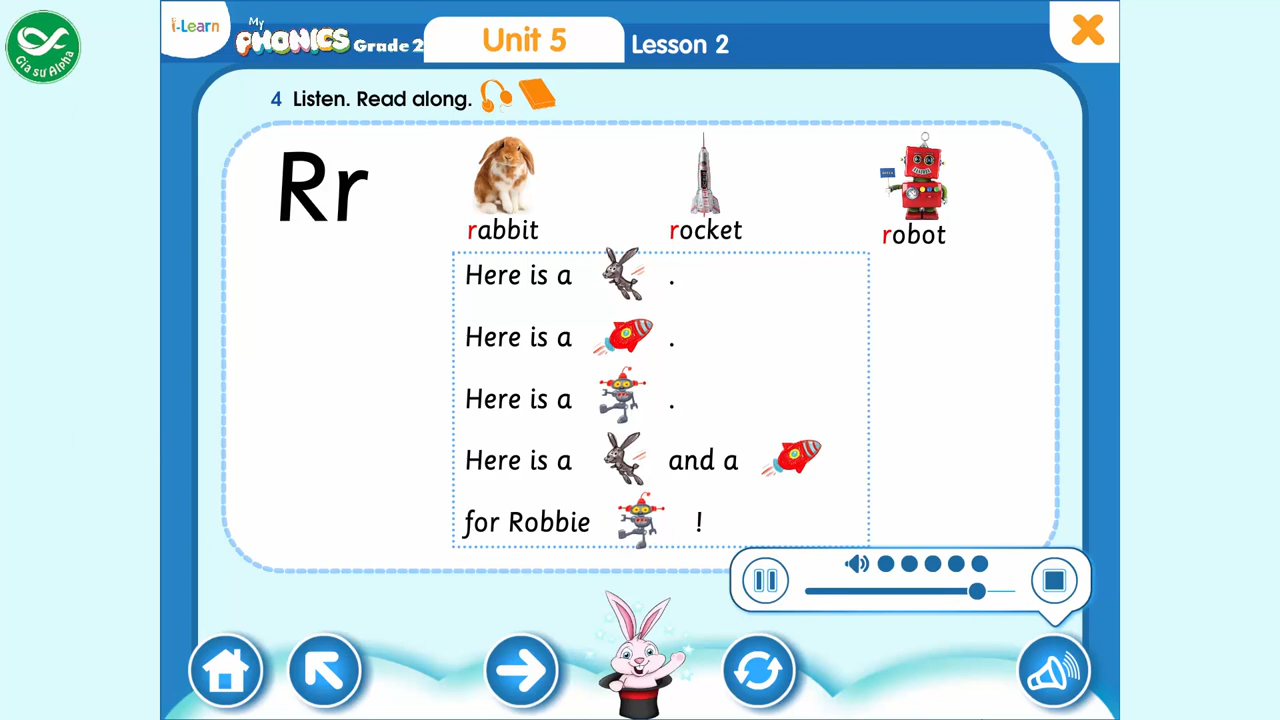 Gia sư Alpha
i-Learn
My
PHONICS Grade 2
Unit 5
Lesson 2
4 Listen. Read along.
Rr
rabbit
rocket
robot
Here is a .
Here is a .
Here is a .
Here is a and a
for Robbie !